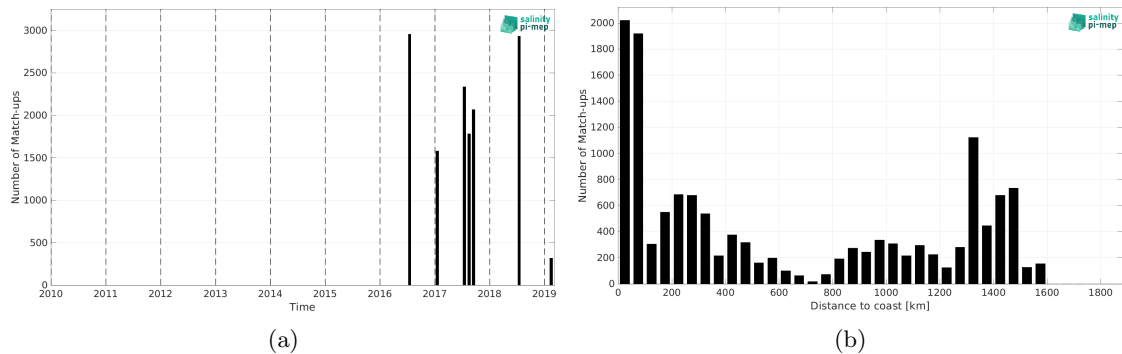 salinity
pi-mep
3000
2500
2000
1500
1000
500
0
Number of Match-ups
2010 2011 2012 2013 2014 2015 2016 2017 2018 2019
Time
(a)
salinity
pi-mep
2000
1800
1600
1400
1200
1000
800
600
400
200
0
Number of Match-ups
0 200 400 600 800 1000 1200 1400 1600 1800
Distance to coast [km]
(b)